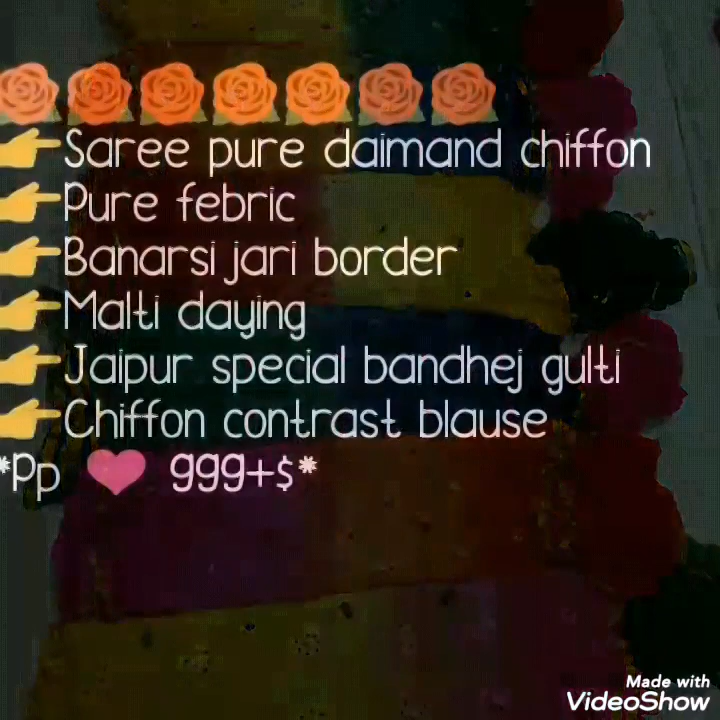 🌹🌹🌹🌹🌹🌹🌹
👉Saree pure daimand chiffon
👉Pure febric
👉Banarsi jari border
👉Malti daying
👉Jaipur special bandhej gulti
👉Chiffon contrast blause
*Pp ❤ ggg+$*
Made with
VideoShow